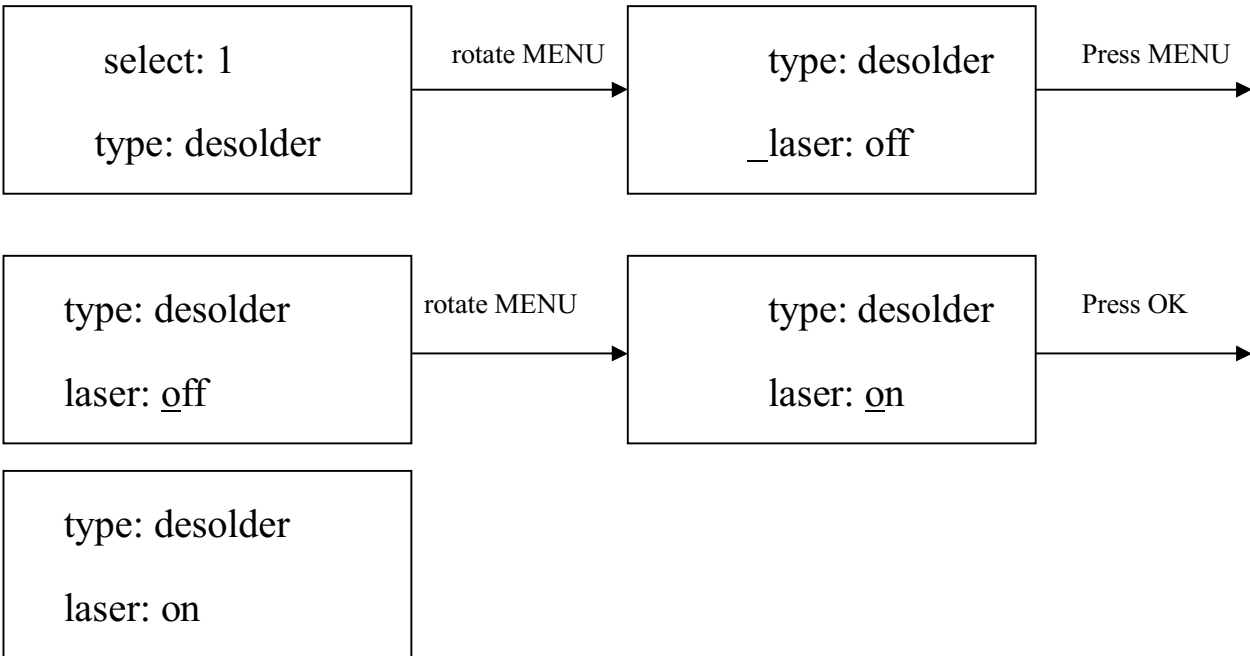 select: 1
type: desolder
rotate MENU
type: desolder
_laser: off
Press MENU
type: desolder
laser: off
rotate MENU
type: desolder
laser: on
Press OK
type: desolder
laser: on